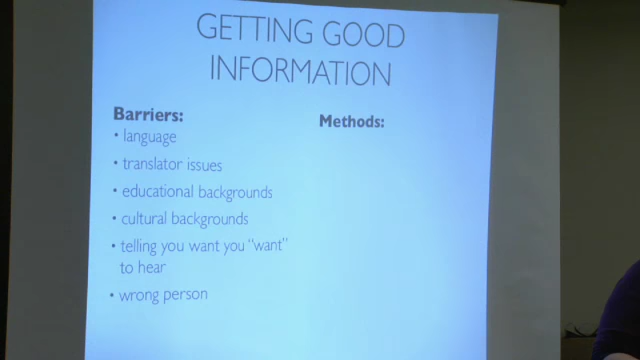 GETTING GOOD
INFORMATION
Barriers:
• language
• translator issues
• educational backgrounds
• cultural backgrounds
• telling you want you "want"
to hear
• wrong person
Methods: